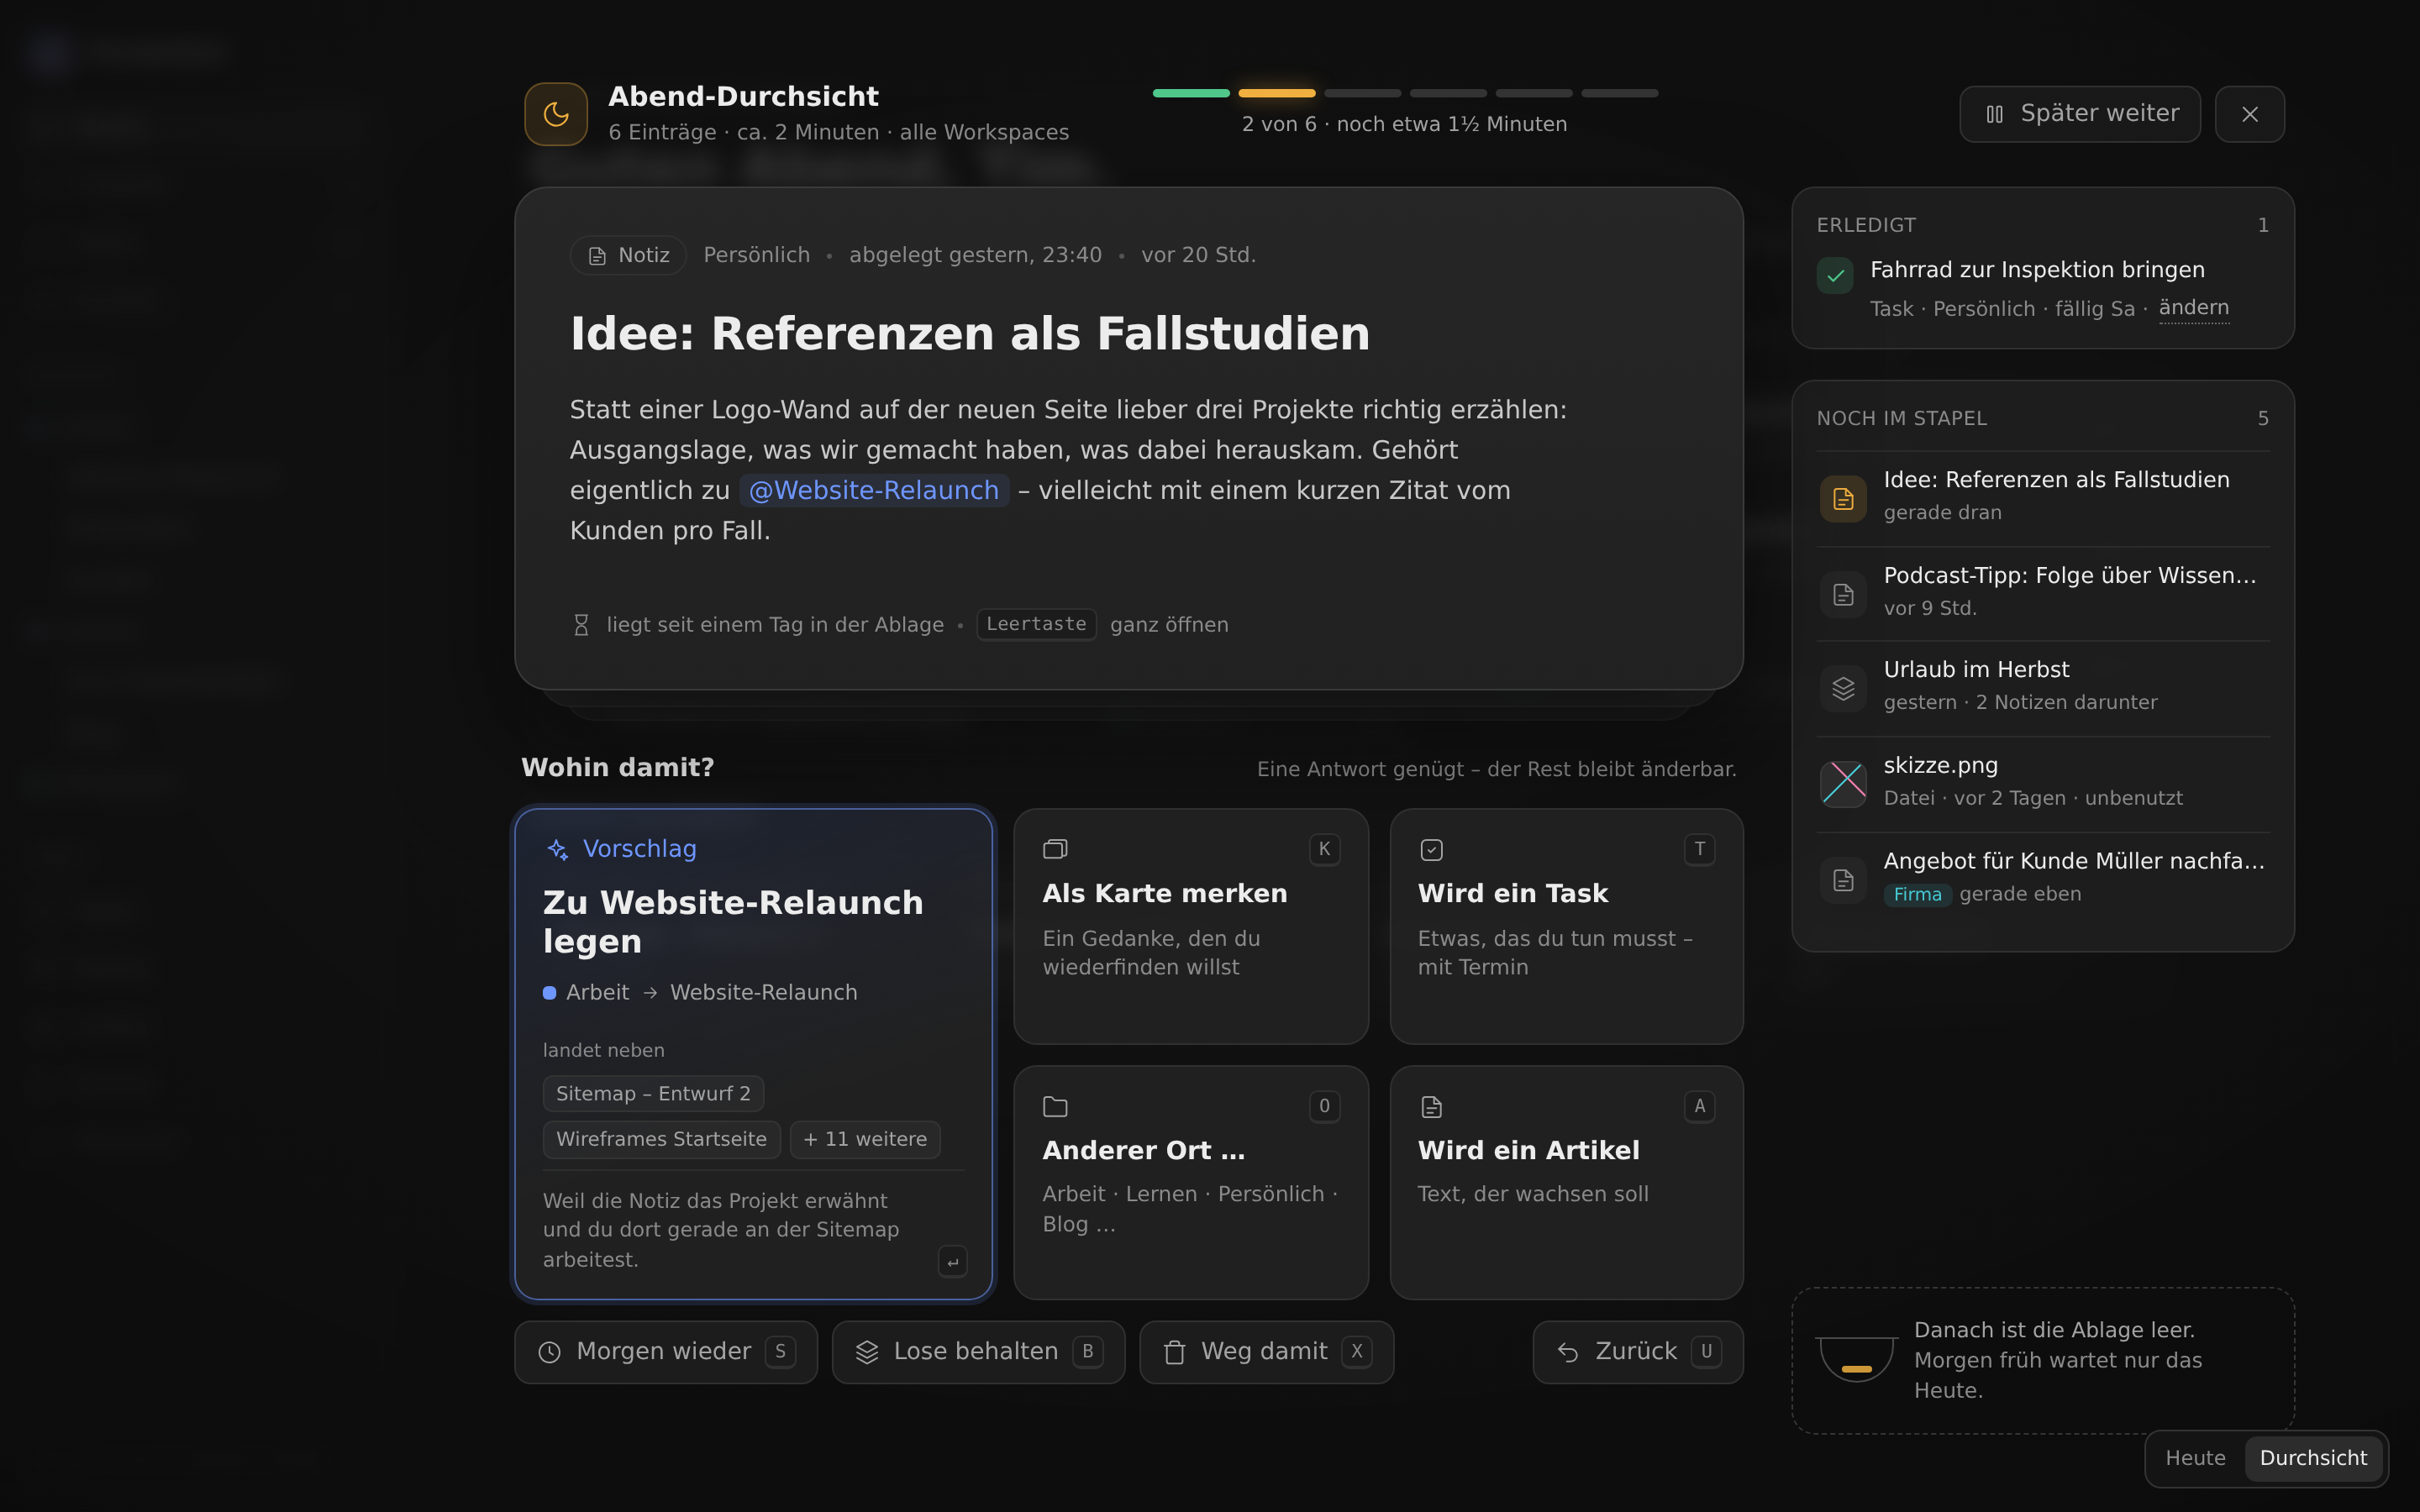 Abend-Durchsicht
6 Einträge · ca. 2 Minuten · alle Workspaces
2 von 6 · noch etwa 1½ Minuten
Später weiter
Notiz Persönlich • abgelegt gestern, 23:40 • vor 20 Std.
Idee: Referenzen als Fallstudien
Statt einer Logo-Wand auf der neuen Seite lieber drei Projekte richtig erzählen:
Ausgangslage, was wir gemacht haben, was dabei herauskam. Gehört
eigentlich zu @Website-Relaunch – vielleicht mit einem kurzen Zitat vom
Kunden pro Fall.
liegt seit einem Tag in der Ablage • Leertaste ganz öffnen
Wohin damit?
Eine Antwort genügt – der Rest bleibt änderbar.
Vorschlag
Zu Website-Relaunch
legen
Arbeit → Website-Relaunch
landet neben
Sitemap – Entwurf 2
Wireframes Startseite
+ 11 weitere
Weil die Notiz das Projekt erwähnt
und du dort gerade an der Sitemap
arbeitest.
↵
K
Als Karte merken
Ein Gedanke, den du
wiederfinden willst
T
Wird ein Task
Etwas, das du tun musst –
mit Termin
O
Anderer Ort …
Arbeit · Lernen · Persönlich ·
Blog …
A
Wird ein Artikel
Text, der wachsen soll
Morgen wieder S
Lose behalten B
Weg damit X
Zurück U
ERLEDIGT 1
Fahrrad zur Inspektion bringen
Task · Persönlich · fällig Sa · ändern
NOCH IM STAPEL 5
Idee: Referenzen als Fallstudien
gerade dran
Podcast-Tipp: Folge über Wissen…
vor 9 Std.
Urlaub im Herbst
gestern · 2 Notizen darunter
skizze.png
Datei · vor 2 Tagen · unbenutzt
Angebot für Kunde Müller nachfa…
Firma gerade eben
Danach ist die Ablage leer.
Morgen früh wartet nur das
Heute.
Heute Durchsicht